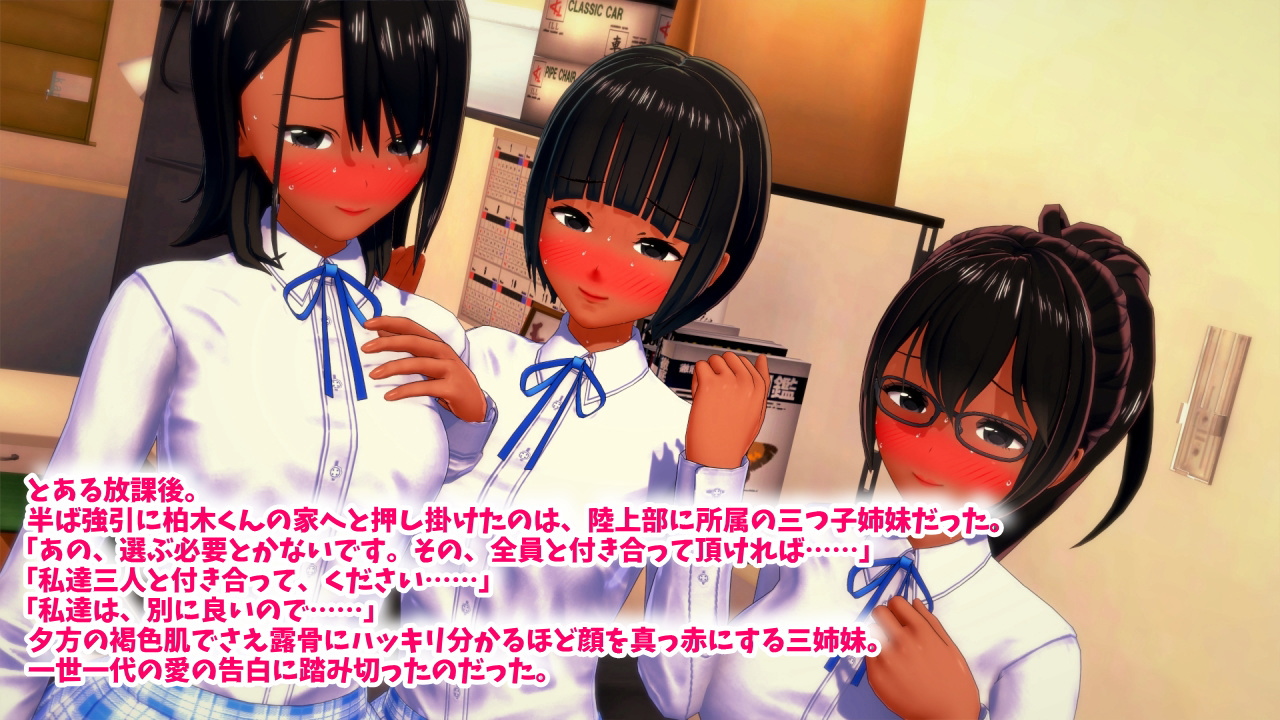 CLASSIC CAR
PIPE CHAIR
鑑
とある放課後。
半ば強引に柏木くんの家へと押し掛けたのは、陸上部に所属の三つ子姉妹だった。
「あの、選ぶ必要とかないです。その、全員と付き合って頂ければ……」
「私達三人と付き合って、ください……」
「私達は、別に良いので……」
夕方の褐色肌でさえ露骨にハッキリ分かるほど顔を真っ赤にする三姉妹。
一世一代の愛の告白に踏み切ったのだった。